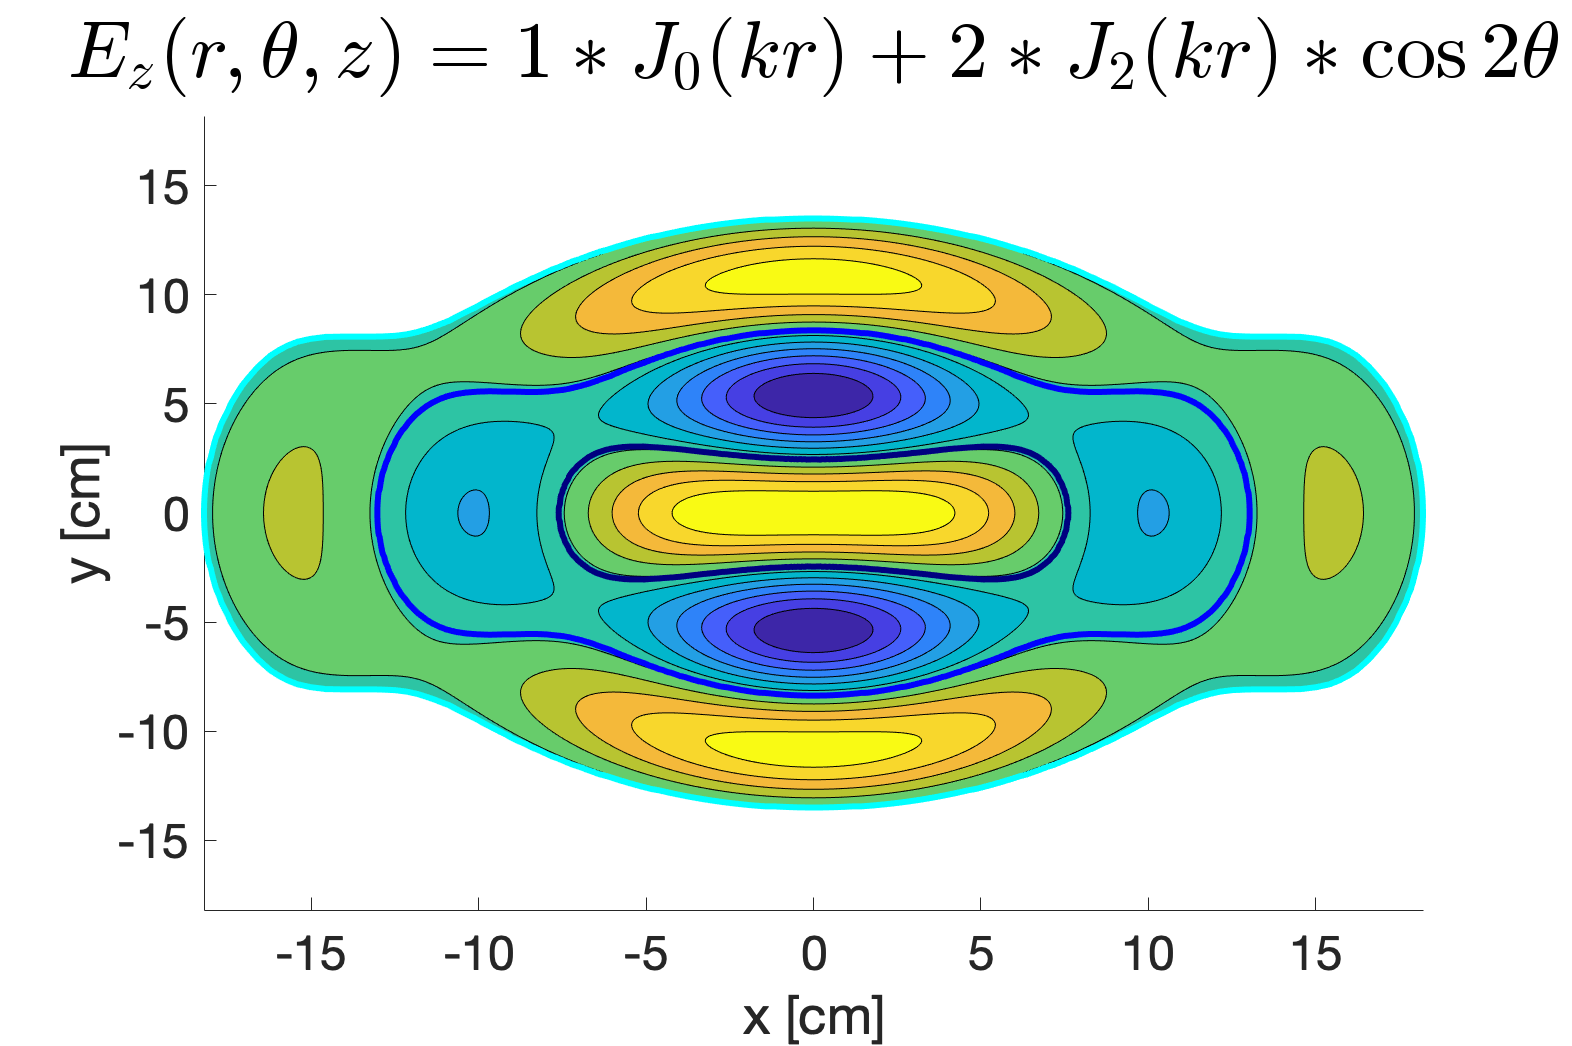 E_z(r, θ, z) = 1 * J_0(kr) + 2 * J_2(kr) * cos 2θ
15
10
5
0
-5
-10
-15
y [cm]
-15 -10 -5 0 5 10 15
x [cm]